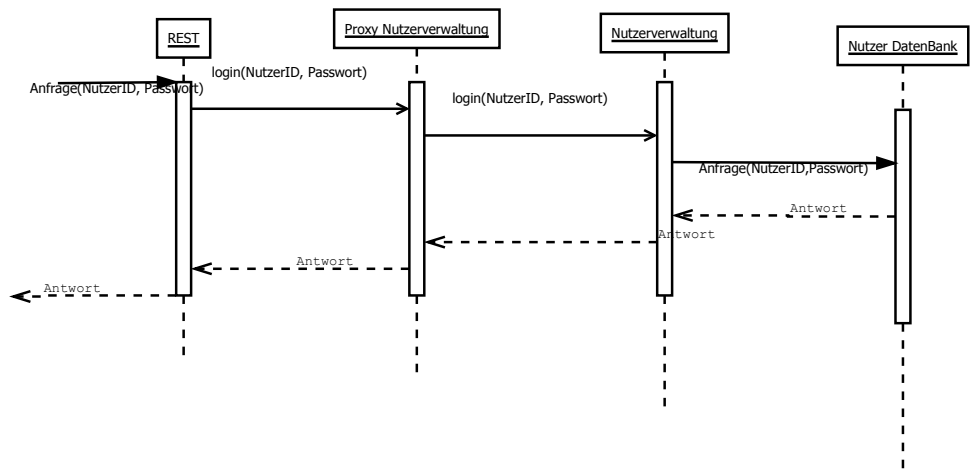 REST
Proxy Nutzerverwaltung
Nutzerverwaltung
Nutzer DatenBank
Anfrage(NutzerID, Passwort)
login(NutzerID, Passwort)
login(NutzerID, Passwort)
Anfrage(NutzerID,Passwort)
Antwort
Antwort
Antwort
Antwort